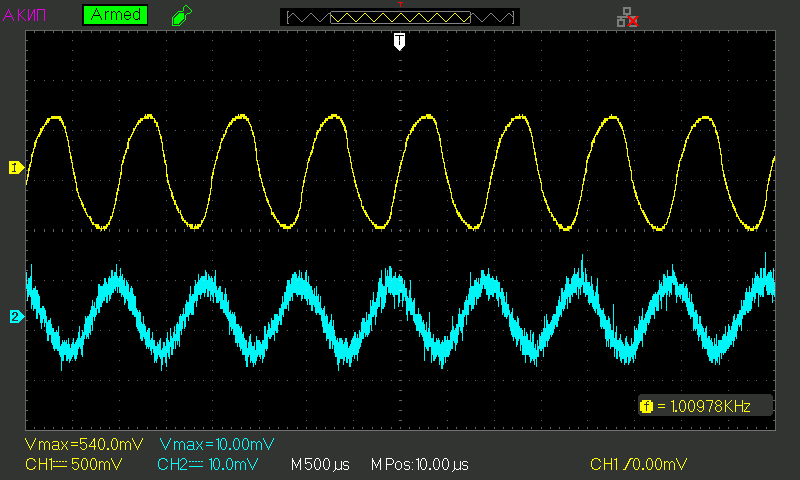 АКИП Armed
T
1
2
f = 1.00978KHz
Vmax=540.0mV Vmax=10.00mV
CH1 500mV CH2 10.0mV M 500µs M Pos:10.00µs CH1 0.00mV